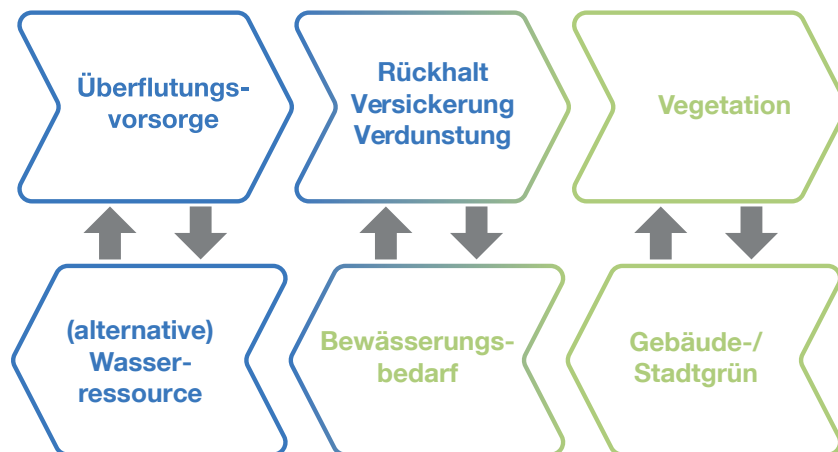 Überflutungs-
vorsorge
Rückhalt
Versickerung
Verdunstung
Vegetation
(alternative)
Wasser-
ressource
Bewässerungs-
bedarf
Gebäude-/
Stadtgrün